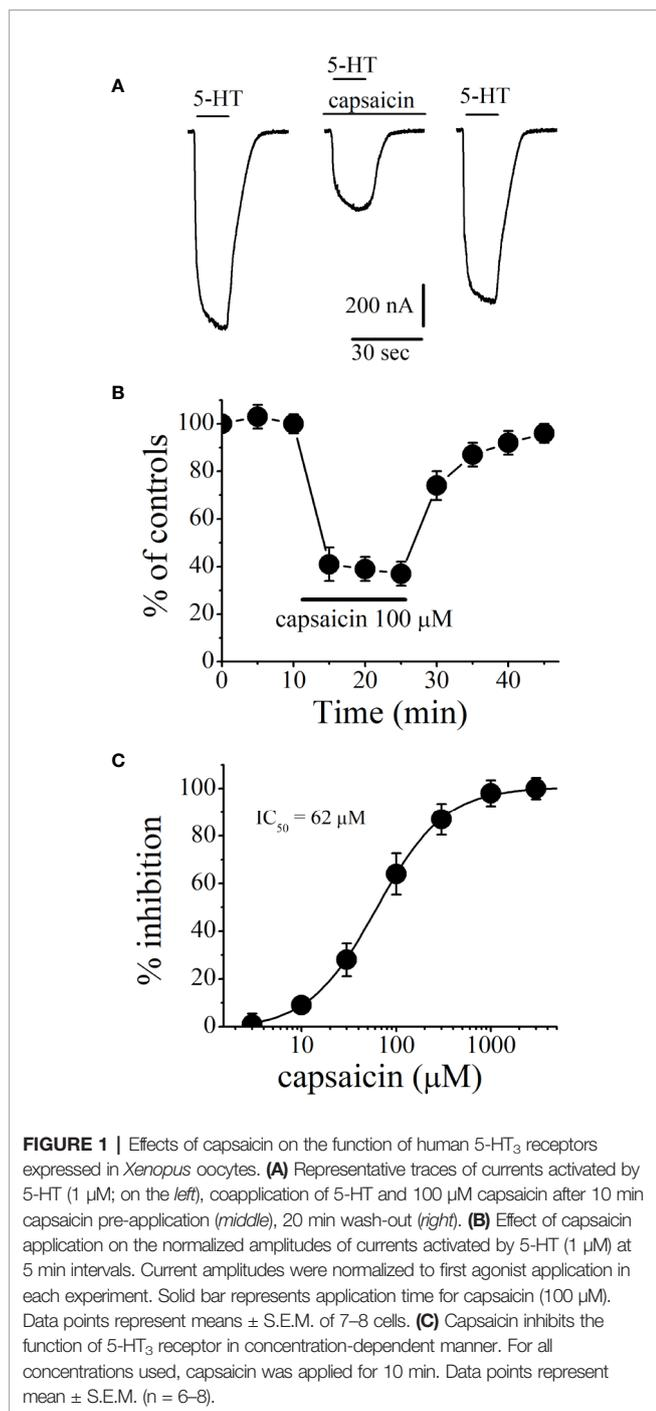 A
5-HT
5-HT
capsaicin
5-HT
200 nA
30 sec
B
% of controls
100
80
60
40
20
0
capsaicin 100 μM
0 10 20 30 40
Time (min)
C
% inhibition
100
80
60
40
20
0
IC50 = 62 μM
10 100 1000
capsaicin (μM)
FIGURE 1 | Effects of capsaicin on the function of human 5-HT3 receptors
expressed in Xenopus oocytes. (A) Representative traces of currents activated by
5-HT (1 μM; on the left), coapplication of 5-HT and 100 μM capsaicin after 10 min
capsaicin pre-application (middle), 20 min wash-out (right). (B) Effect of capsaicin
application on the normalized amplitudes of currents activated by 5-HT (1 μM) at
5 min intervals. Current amplitudes were normalized to first agonist application in
each experiment. Solid bar represents application time for capsaicin (100 μM).
Data points represent means ± S.E.M. of 7–8 cells. (C) Capsaicin inhibits the
function of 5-HT3 receptor in concentration-dependent manner. For all
concentrations used, capsaicin was applied for 10 min. Data points represent
mean ± S.E.M. (n = 6–8).